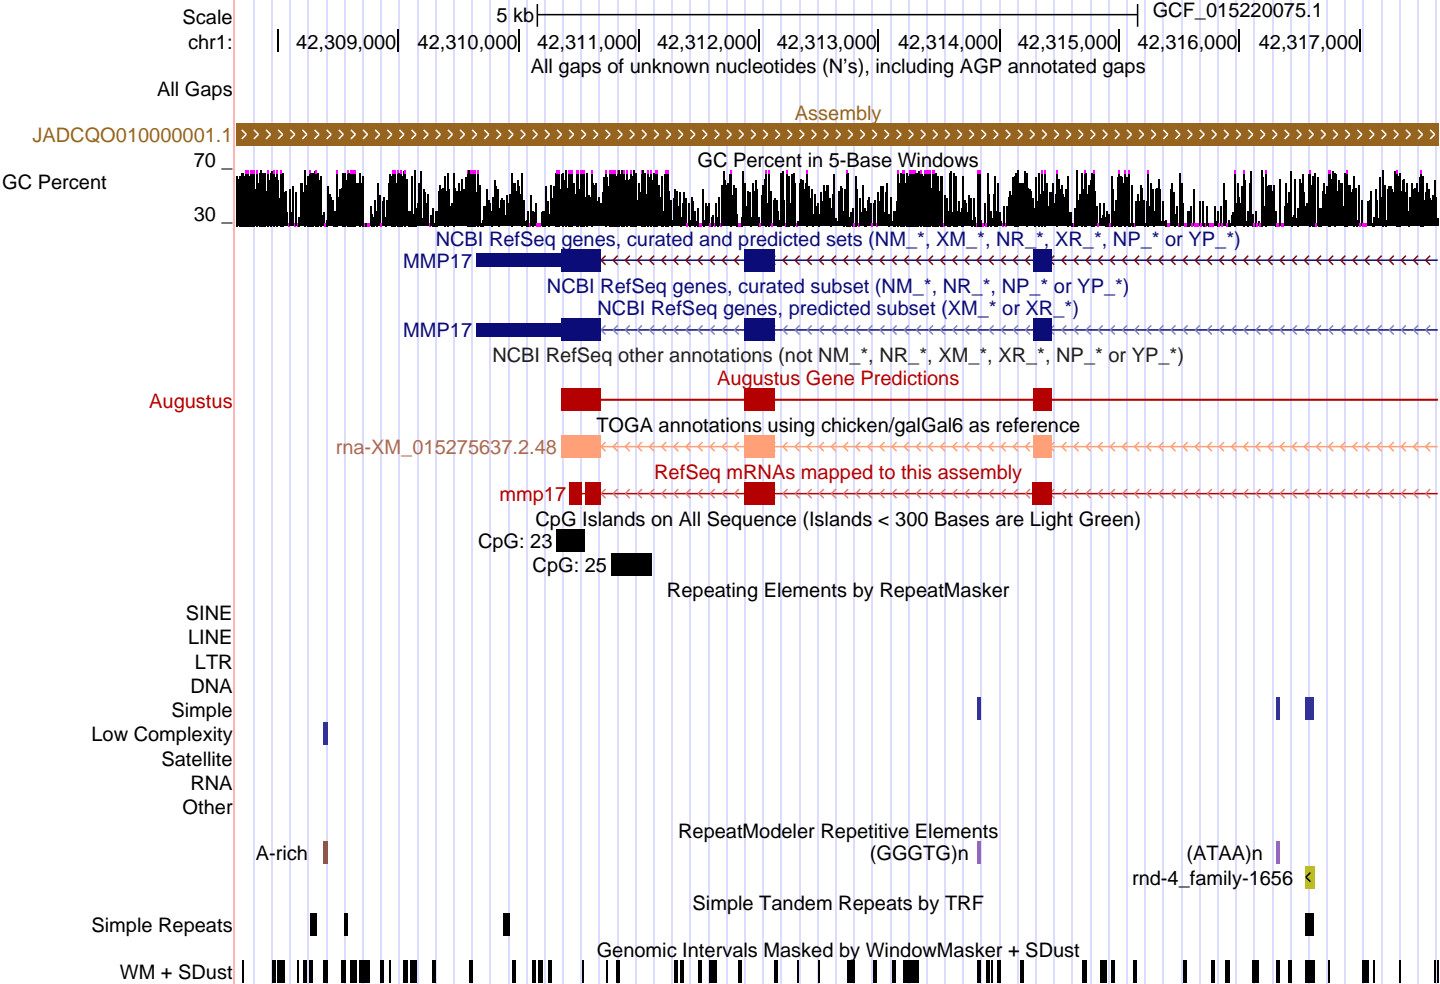 Scale 5 kb GCF_015220075.1
chr1: 42,309,000 42,310,000 42,311,000 42,312,000 42,313,000 42,314,000 42,315,000 42,316,000 42,317,000
All gaps of unknown nucleotides (N's), including AGP annotated gaps
All Gaps
Assembly
JADCQO010000001.1
70 _
GC Percent in 5-Base Windows
GC Percent
30 _
NCBI RefSeq genes, curated and predicted sets (NM_*, XM_*, NR_*, XR_*, NP_* or YP_*)
MMP17
NCBI RefSeq genes, curated subset (NM_*, NR_*, NP_* or YP_*)
NCBI RefSeq genes, predicted subset (XM_* or XR_*)
MMP17
NCBI RefSeq other annotations (not NM_*, NR_*, XM_*, XR_*, NP_* or YP_*)
Augustus Gene Predictions
Augustus
TOGA annotations using chicken/galGal6 as reference
rna-XM_015275637.2.48
RefSeq mRNAs mapped to this assembly
mmp17
CpG Islands on All Sequence (Islands < 300 Bases are Light Green)
CpG: 23
CpG: 25
Repeating Elements by RepeatMasker
SINE
LINE
LTR
DNA
Simple
Low Complexity
Satellite
RNA
Other
RepeatModeler Repetitive Elements
A-rich (GGGTG)n (ATAA)n
rnd-4_family-1656
Simple Tandem Repeats by TRF
Simple Repeats
Genomic Intervals Masked by WindowMasker + SDust
WM + SDust